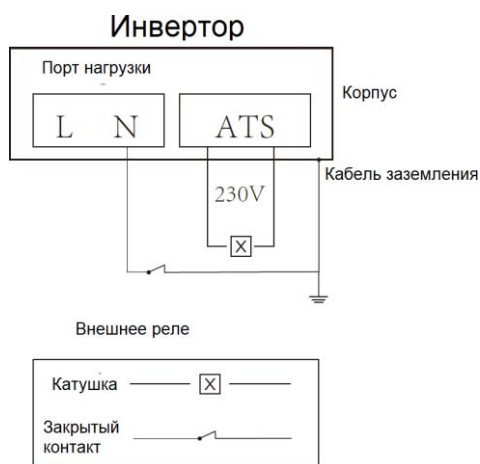 Инвертор
Порт нагрузки
Корпус
L N
ATS
Кабель заземления
230V
X
Внешнее реле
Катушка
X
Закрытый
контакт